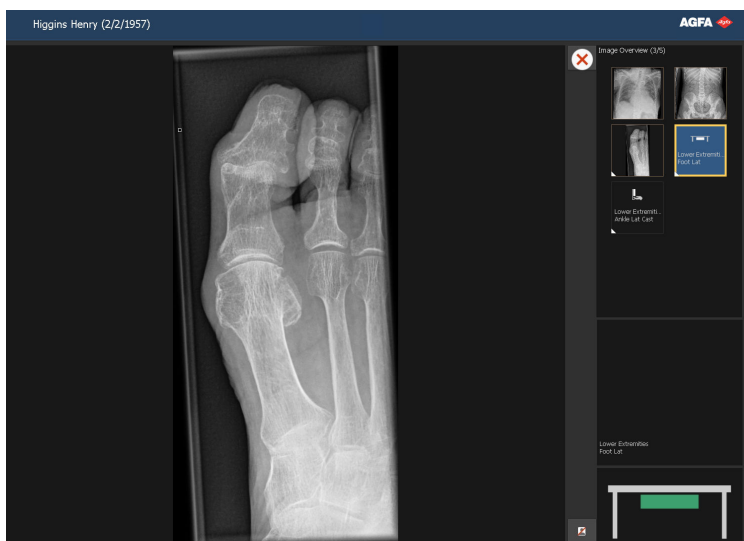 Higgins Henry (2/2/1957)
AGFA
Image Overview (3/5)
Lower Extremiti...
Foot Lat
Lower Extremiti...
Ankle Lat Cast
Lower Extremities
Foot Lat